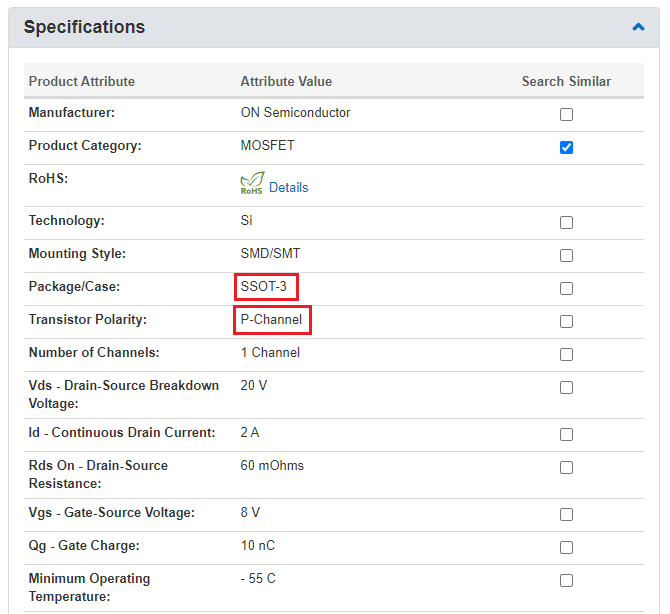 Specifications
Product Attribute Attribute Value Search Similar
Manufacturer: ON Semiconductor
Product Category: MOSFET
RoHS: RoHS Details
Technology: Si
Mounting Style: SMD/SMT
Package/Case: SSOT-3
Transistor Polarity: P-Channel
Number of Channels: 1 Channel
Vds - Drain-Source Breakdown 20 V
Voltage:
Id - Continuous Drain Current: 2 A
Rds On - Drain-Source 60 mOhms
Resistance:
Vgs - Gate-Source Voltage: 8 V
Qg - Gate Charge: 10 nC
Minimum Operating - 55 C
Temperature: